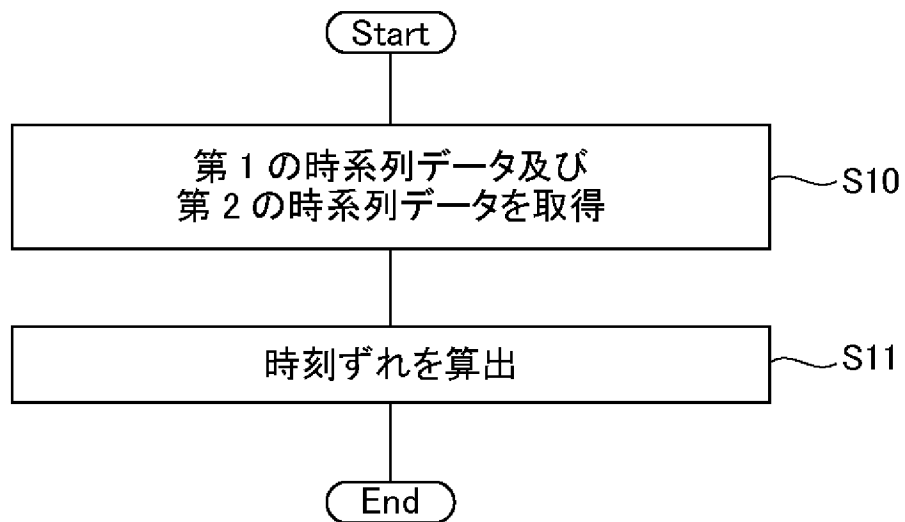 Start
第1の時系列データ及び
第2の時系列データを取得
S10
時刻ずれを算出
S11
End